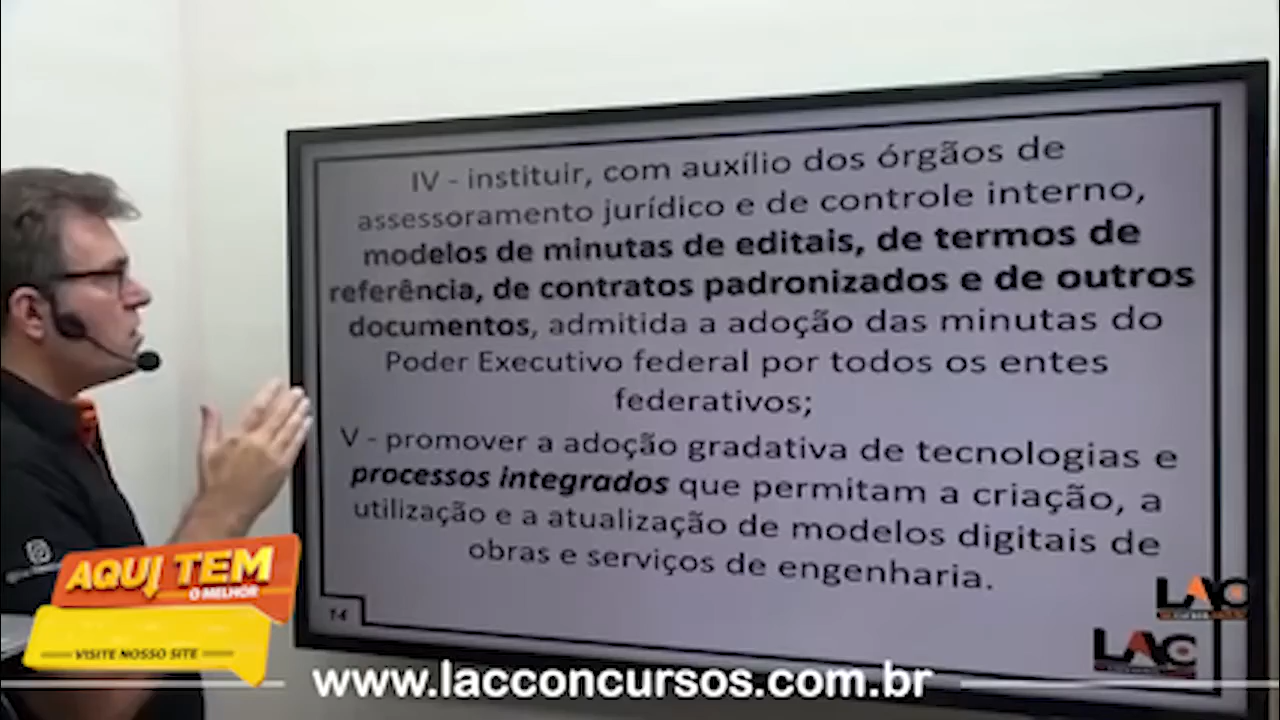 IV - instituir, com auxílio dos órgãos de
assessoramento jurídico e de controle interno,
modelos de minutas de editais, de termos de
referência, de contratos padronizados e de outros
documentos, admitida a adoção das minutas do
Poder Executivo federal por todos os entes
federativos;
V - promover a adoção gradativa de tecnologias e
processos integrados que permitam a criação, a
utilização e a atualização de modelos digitais de
obras e serviços de engenharia.
14
LAC
LAC
AQUI TEM
O MELHOR
VISITE NOSSO SITE
www.lacconcursos.com.br